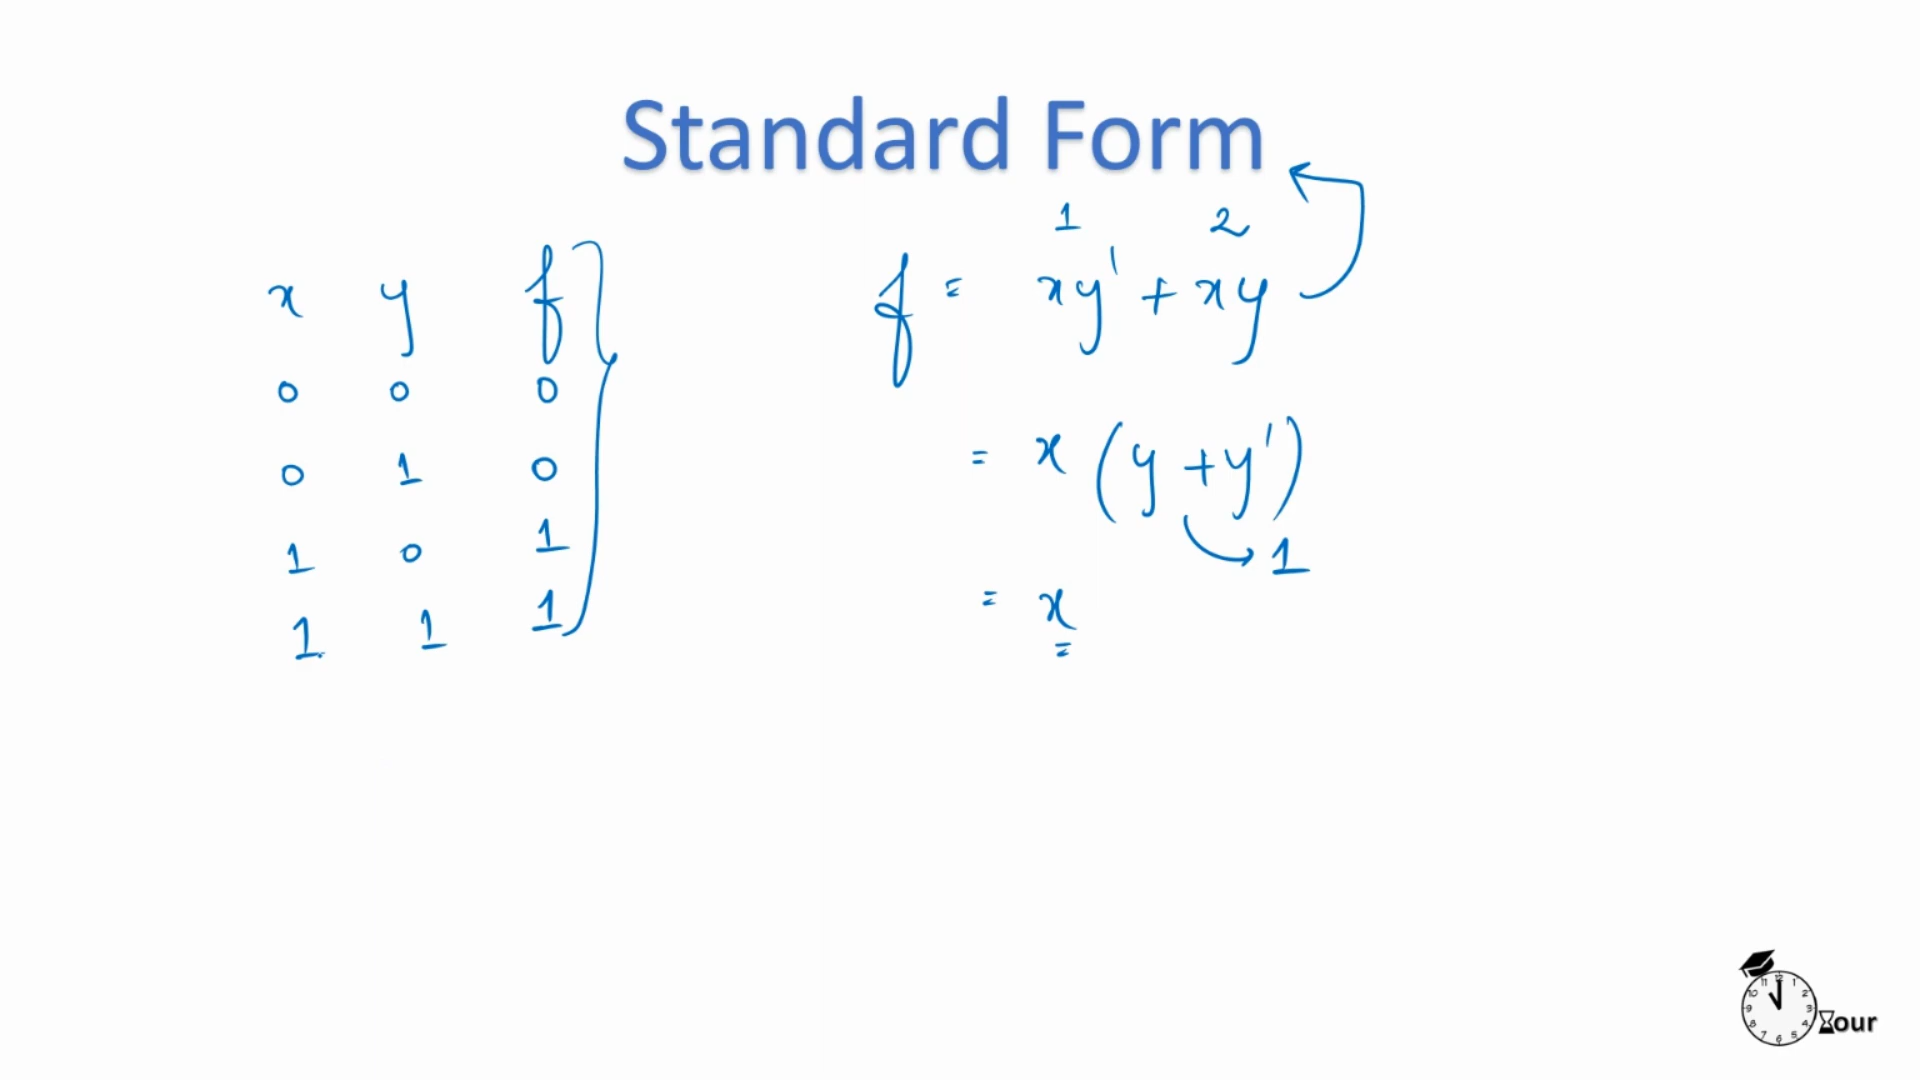 Standard Form
x y f
0 0 0
0 1 0
1 0 1
1 1 1
1 2
f = xy' + xy
= x (y + y')
1
= x
our